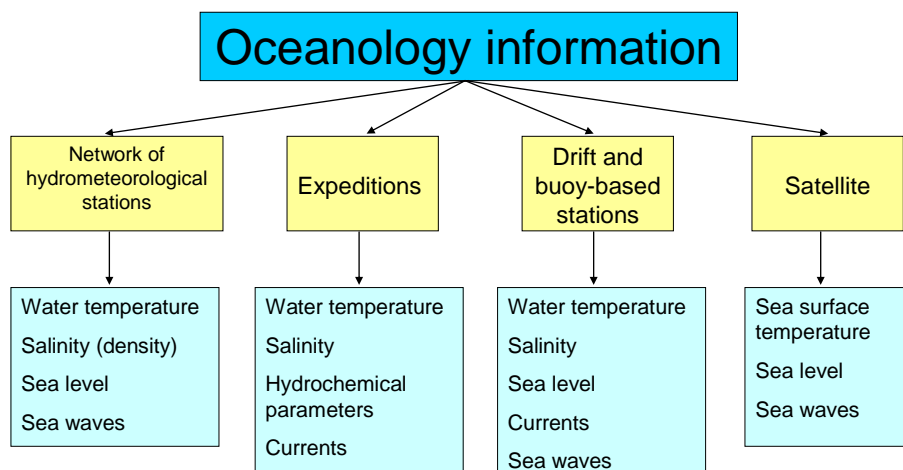 Oceanology information
Network of
hydrometeorological
stations
Expeditions
Drift and
buoy-based
stations
Satellite
Water temperature
Salinity (density)
Sea level
Sea waves
Water temperature
Salinity
Hydrochemical
parameters
Currents
Water temperature
Salinity
Sea level
Currents
Sea waves
Sea surface
temperature
Sea level
Sea waves